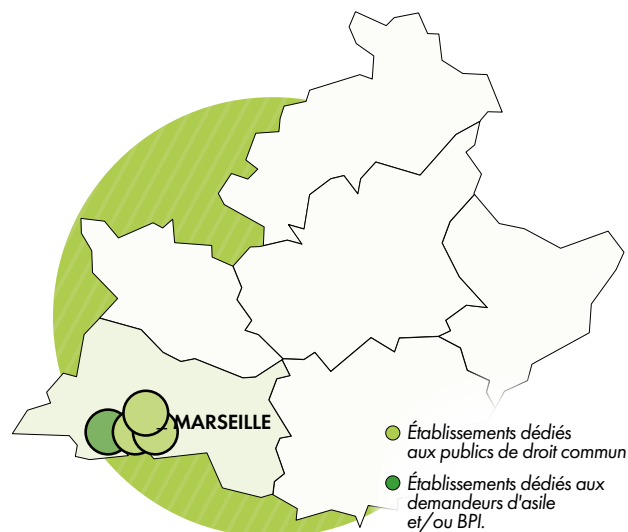 MARSEILLE
Établissements dédiés
aux publics de droit commun
Établissements dédiés aux
demandeurs d'asile
et/ou BPI.